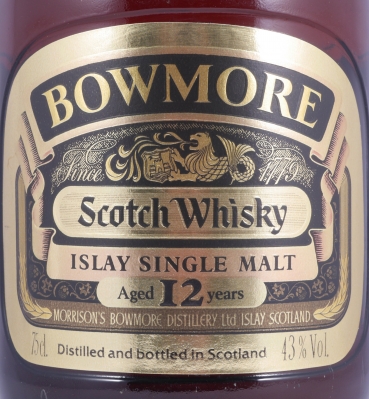 BOWMORE
Since 1779
Scotch Whisky
ISLAY SINGLE MALT
Aged 12 years
MORRISON'S BOWMORE DISTILLERY Ltd ISLAY SCOTLAND.
75cl. Distilled and bottled in Scotland 43% Vol.